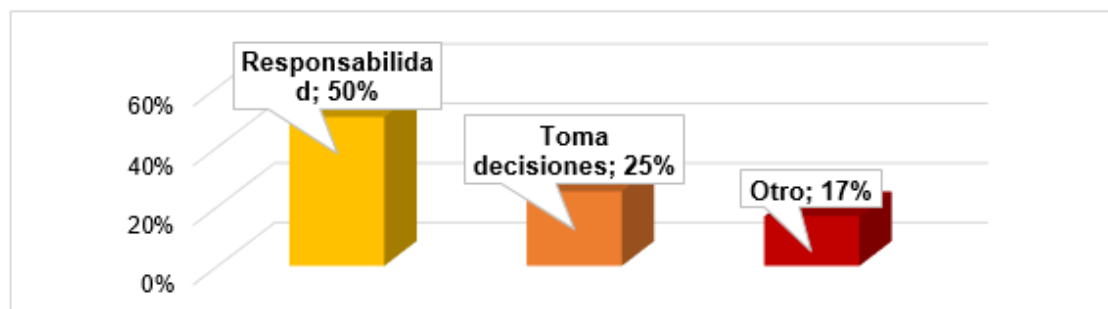 Responsabilida
d; 50%
Toma
decisiones; 25%
Otro; 17%
60%
40%
20%
0%